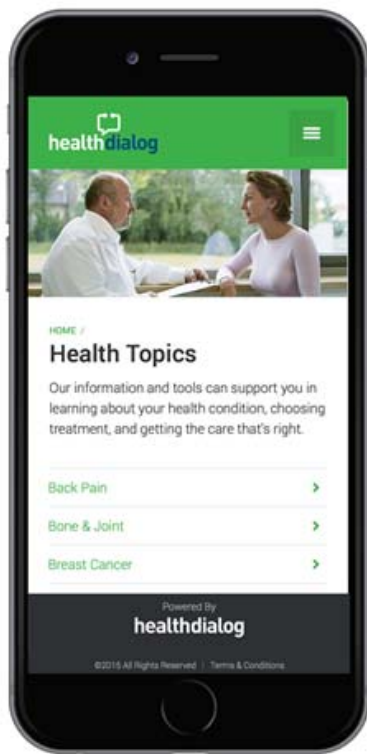 healthdialog
HOME /
Health Topics
Our information and tools can support you in
learning about your health condition, choosing
treatment, and getting the care that's right.
Back Pain
Bone & Joint
Breast Cancer
Powered By
healthdialog
©2015 All Rights Reserved | Terms & Conditions